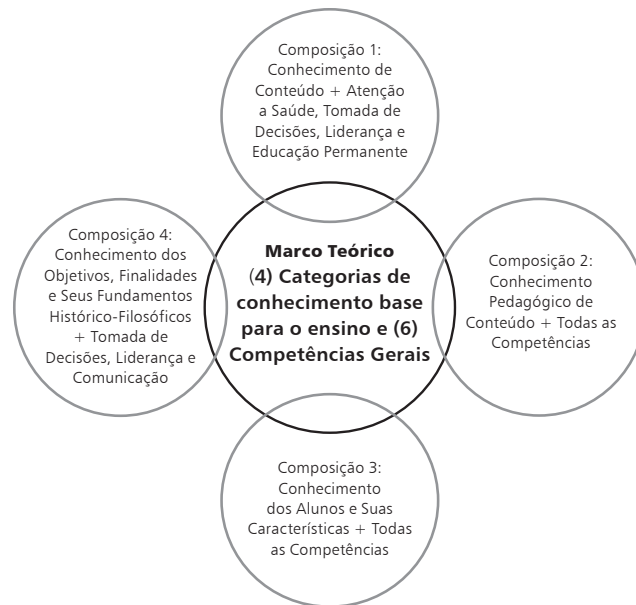 Composição 1:
Conhecimento de
Conteúdo + Atenção
a Saúde, Tomada de
Decisões, Liderança e
Educação Permanente
Composição 4:
Conhecimento dos
Objetivos, Finalidades
e Seus Fundamentos
Histórico-Filosóficos
+ Tomada de
Decisões, Liderança e
Comunicação
Marco Teórico
(4) Categorias de
conhecimento base
para o ensino e (6)
Competências Gerais
Composição 2:
Conhecimento
Pedagógico de
Conteúdo + Todas as
Competências
Composição 3:
Conhecimento
dos Alunos e Suas
Características + Todas
as Competências